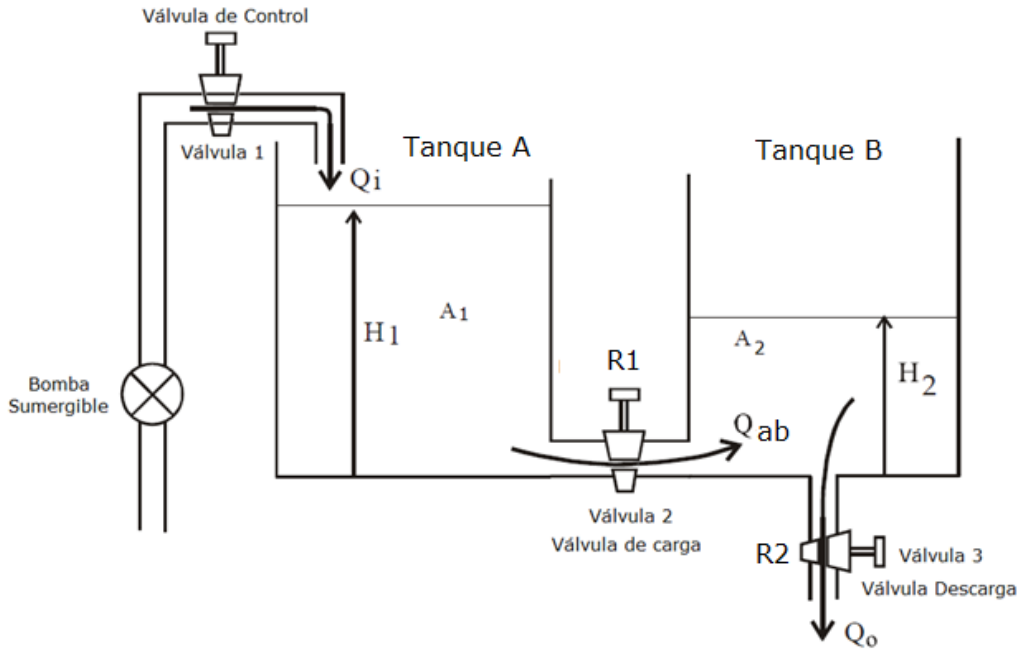 Válvula de Control
Válvula 1
Qi
Tanque A
Tanque B
H1
A1
A2
H2
R1
Qab
Bomba
Sumergible
Válvula 2
Válvula de carga
R2
Válvula 3
Válvula Descarga
Qo